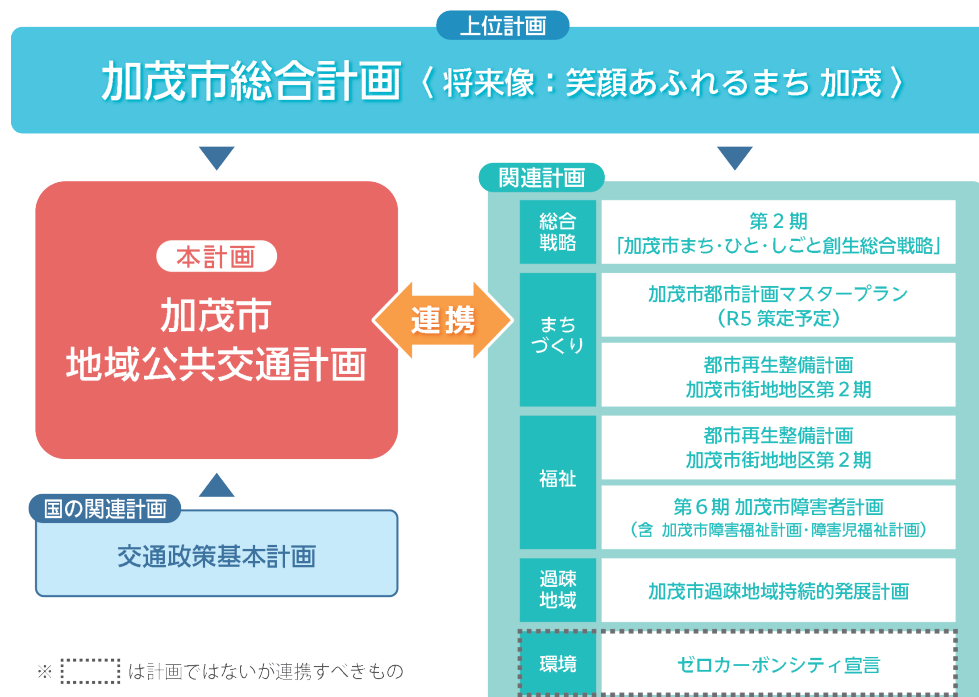 上位計画
加茂市総合計画〈 将来像：笑顔あふれるまち 加茂 〉
本計画
加茂市
地域公共交通計画
連携
国の関連計画
交通政策基本計画
※ は計画ではないが連携すべきもの
関連計画
総合
戦略
第2期
「加茂市まち・ひと・しごと創生総合戦略」
まち
づくり
加茂市都市計画マスタープラン
（R5 策定予定）
都市再生整備計画
加茂市街地地区第2期
福祉
都市再生整備計画
加茂市街地地区第2期
第6期 加茂市障害者計画
（含 加茂市障害福祉計画・障害児福祉計画）
過疎
地域
加茂市過疎地域持続的発展計画
環境
ゼロカーボンシティ宣言